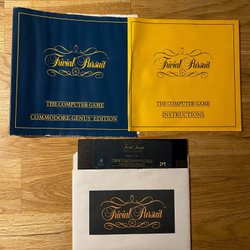 Trivial Pursuit
THE COMPUTER GAME
COMMODORE-GENUS EDITION
Trivial Pursuit
THE COMPUTER GAME
INSTRUCTIONS
Trivial Pursuit